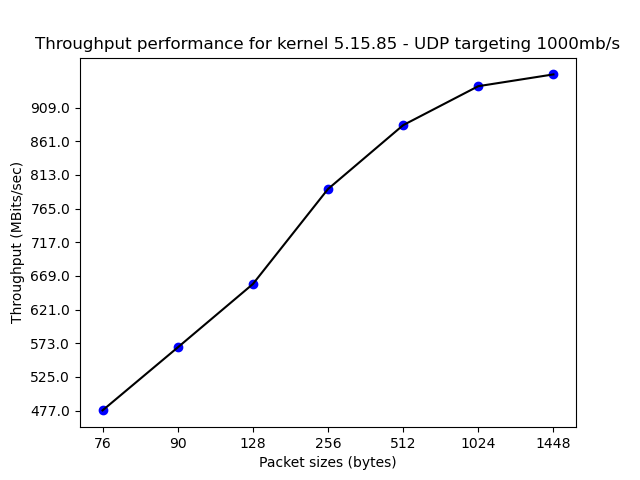 Throughput performance for kernel 5.15.85 - UDP targeting 1000mb/s
Throughput (MBits/sec)
909.0
861.0
813.0
765.0
717.0
669.0
621.0
573.0
525.0
477.0
76 90 128 256 512 1024 1448
Packet sizes (bytes)